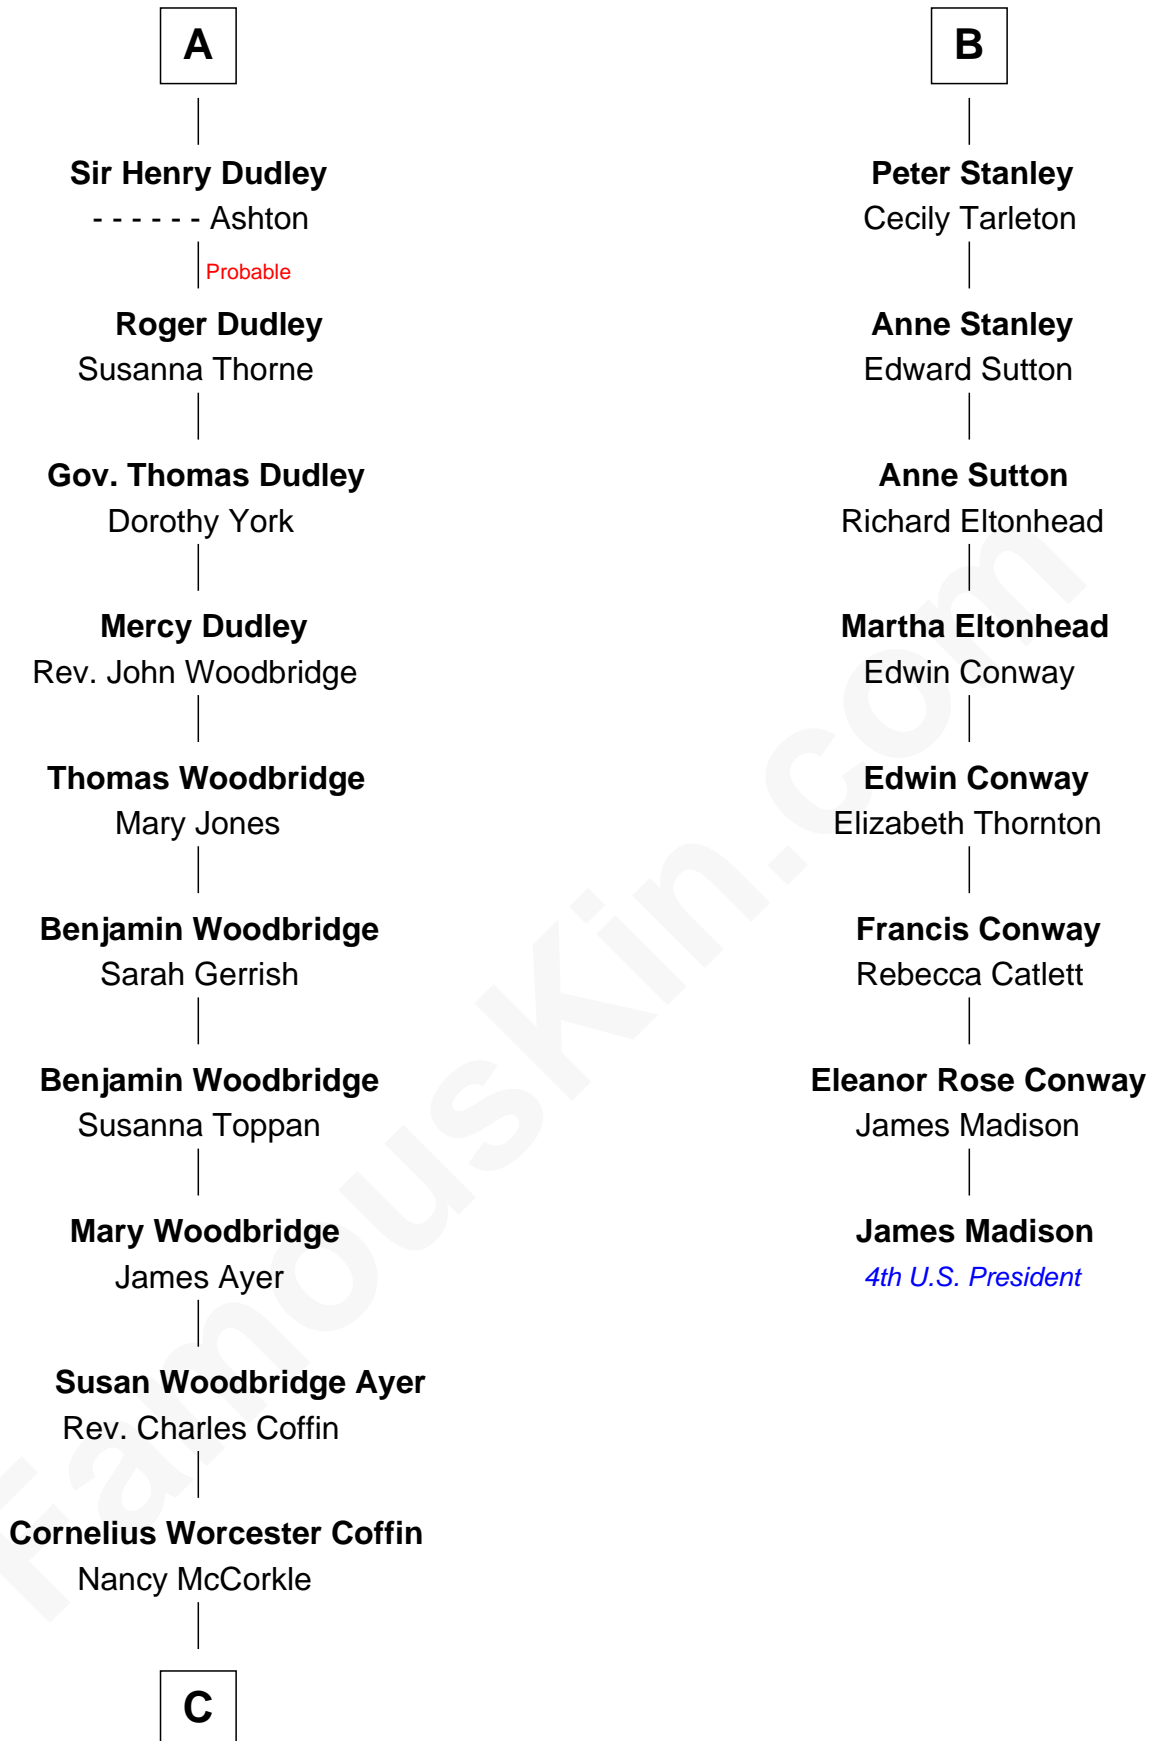 A
Sir Henry Dudley
- - - - - - Ashton
Probable
Roger Dudley
Susanna Thorne
Gov. Thomas Dudley
Dorothy York
Mercy Dudley
Rev. John Woodbridge
Thomas Woodbridge
Mary Jones
Benjamin Woodbridge
Sarah Gerrish
Benjamin Woodbridge
Susanna Toppan
Mary Woodbridge
James Ayer
Susan Woodbridge Ayer
Rev. Charles Coffin
Cornelius Worcester Coffin
Nancy McCorkle
C
B
Peter Stanley
Cecily Tarleton
Anne Stanley
Edward Sutton
Anne Sutton
Richard Eltonhead
Martha Eltonhead
Edwin Conway
Edwin Conway
Elizabeth Thornton
Francis Conway
Rebecca Catlett
Eleanor Rose Conway
James Madison
James Madison
4th U.S. President
FamousKin.com